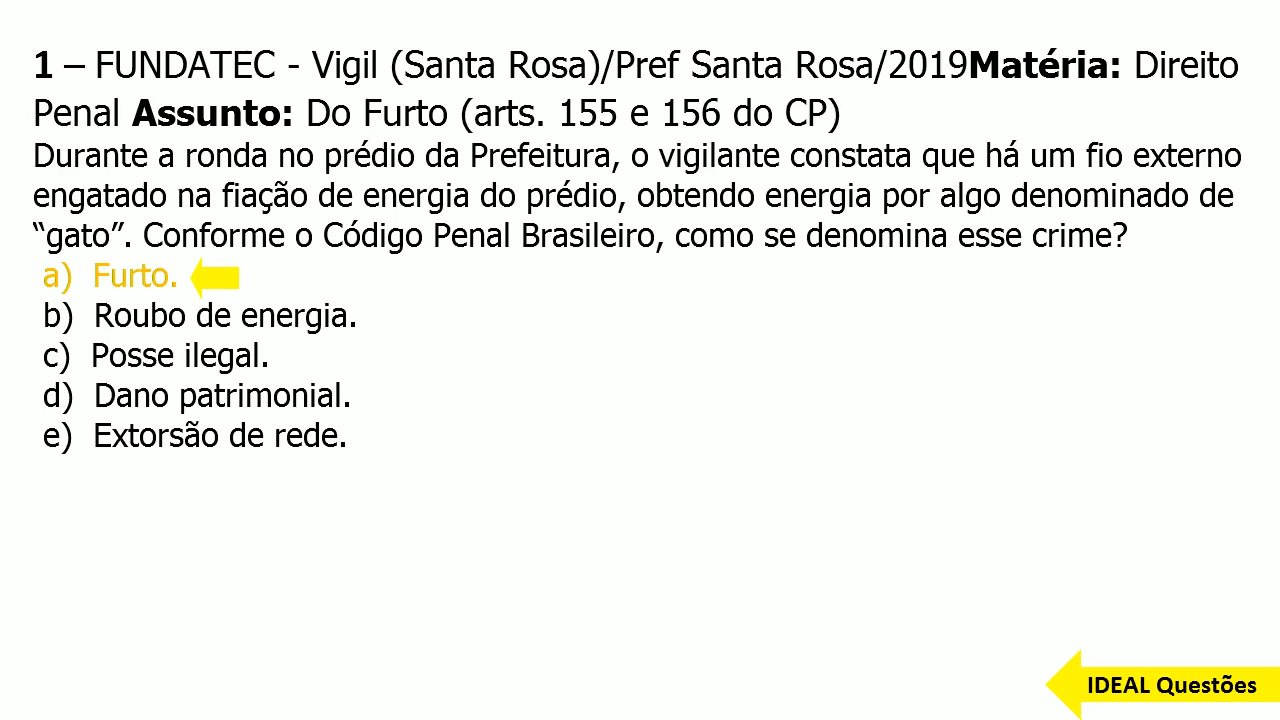 1 – FUNDATEC - Vigil (Santa Rosa)/Pref Santa Rosa/2019Matéria: Direito
Penal Assunto: Do Furto (arts. 155 e 156 do CP)
Durante a ronda no prédio da Prefeitura, o vigilante constata que há um fio externo
engatado na fiação de energia do prédio, obtendo energia por algo denominado de
“gato”. Conforme o Código Penal Brasileiro, como se denomina esse crime?
a) Furto.
b) Roubo de energia.
c) Posse ilegal.
d) Dano patrimonial.
e) Extorsão de rede.
IDEAL Questões